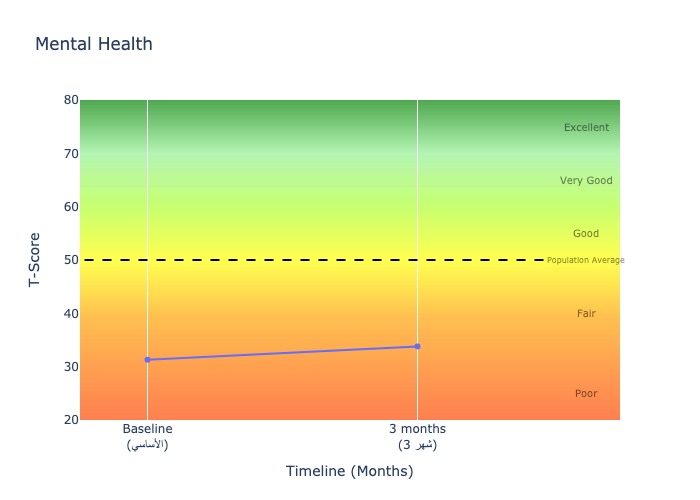 Mental Health
80
Excellent
70
Very Good
60
Good
T-Score
50
Population Average
40
Fair
30
Poor
20
Baseline
(الأساسي)
3 months
(3 شهر)
Timeline (Months)